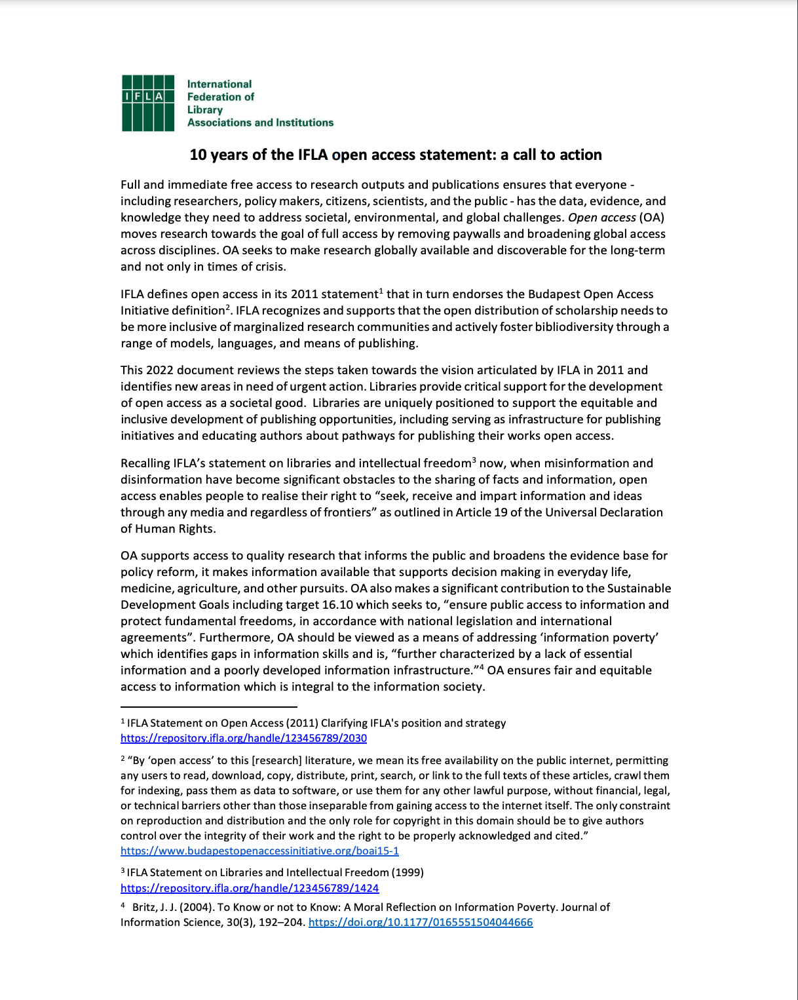 IFLA
International
Federation of
Library
Associations and Institutions
10 years of the IFLA open access statement: a call to action
Full and immediate free access to research outputs and publications ensures that everyone -
including researchers, policy makers, citizens, scientists, and the public - has the data, evidence, and
knowledge they need to address societal, environmental, and global challenges. Open access (OA)
moves research towards the goal of full access by removing paywalls and broadening global access
across disciplines. OA seeks to make research globally available and discoverable for the long-term
and not only in times of crisis.
IFLA defines open access in its 2011 statement¹ that in turn endorses the Budapest Open Access
Initiative definition². IFLA recognizes and supports that the open distribution of scholarship needs to
be more inclusive of marginalized research communities and actively foster bibliodiversity through a
range of models, languages, and means of publishing.
This 2022 document reviews the steps taken towards the vision articulated by IFLA in 2011 and
identifies new areas in need of urgent action. Libraries provide critical support for the development
of open access as a societal good.  Libraries are uniquely positioned to support the equitable and
inclusive development of publishing opportunities, including serving as infrastructure for publishing
initiatives and educating authors about pathways for publishing their works open access.
Recalling IFLA’s statement on libraries and intellectual freedom³ now, when misinformation and
disinformation have become significant obstacles to the sharing of facts and information, open
access enables people to realise their right to “seek, receive and impart information and ideas
through any media and regardless of frontiers” as outlined in Article 19 of the Universal Declaration
of Human Rights.
OA supports access to quality research that informs the public and broadens the evidence base for
policy reform, it makes information available that supports decision making in everyday life,
medicine, agriculture, and other pursuits. OA also makes a significant contribution to the Sustainable
Development Goals including target 16.10 which seeks to, “ensure public access to information and
protect fundamental freedoms, in accordance with national legislation and international
agreements”. Furthermore, OA should be viewed as a means of addressing ‘information poverty’
which identifies gaps in information skills and is, “further characterized by a lack of essential
information and a poorly developed information infrastructure.”⁴ OA ensures fair and equitable
access to information which is integral to the information society.
¹ IFLA Statement on Open Access (2011) Clarifying IFLA's position and strategy
https://repository.ifla.org/handle/123456789/2030
² “By ‘open access’ to this [research] literature, we mean its free availability on the public internet, permitting
any users to read, download, copy, distribute, print, search, or link to the full texts of these articles, crawl them
for indexing, pass them as data to software, or use them for any other lawful purpose, without financial, legal,
or technical barriers other than those inseparable from gaining access to the internet itself. The only constraint
on reproduction and distribution and the only role for copyright in this domain should be to give authors
control over the integrity of their work and the right to be properly acknowledged and cited.”
https://www.budapestopenaccessinitiative.org/boai15-1
³ IFLA Statement on Libraries and Intellectual Freedom (1999)
https://repository.ifla.org/handle/123456789/1424
⁴ Britz, J. J. (2004). To Know or not to Know: A Moral Reflection on Information Poverty. Journal of
Information Science, 30(3), 192–204. https://doi.org/10.1177/0165551504044666